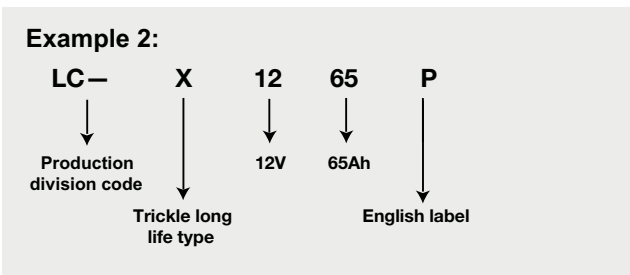 Example 2:
LC— X 12 65 P
Production
division code
12V
65Ah
Trickle long
life type
English label